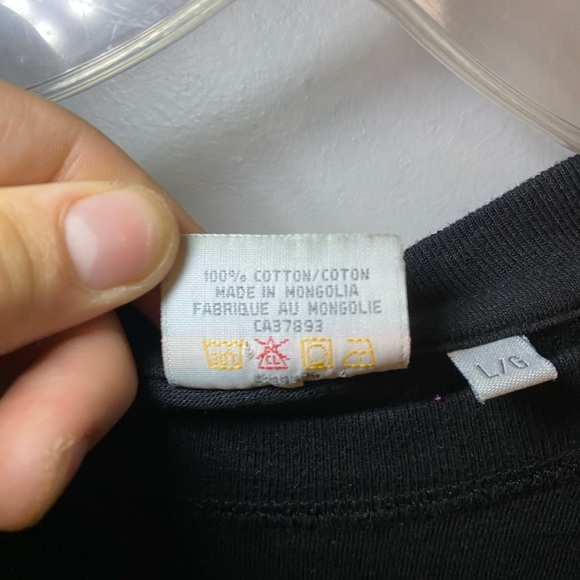 100% COTTON/COTON
MADE IN MONGOLIA
FABRIQUE AU MONGOLIE
CA37893
CL
L/G